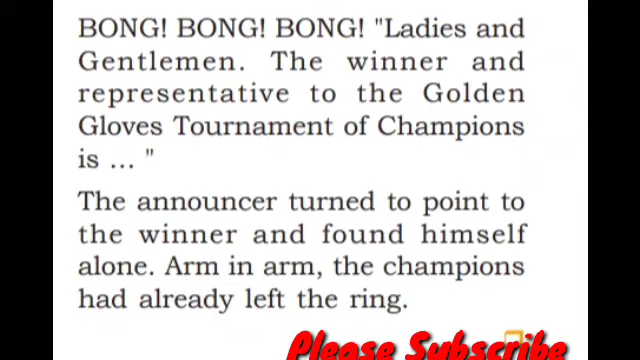 BONG! BONG! BONG! "Ladies and
Gentlemen. The winner and
representative to the Golden
Gloves Tournament of Champions
is ... "
The announcer turned to point to
the winner and found himself
alone. Arm in arm, the champions
had already left the ring.
Please Subscribe